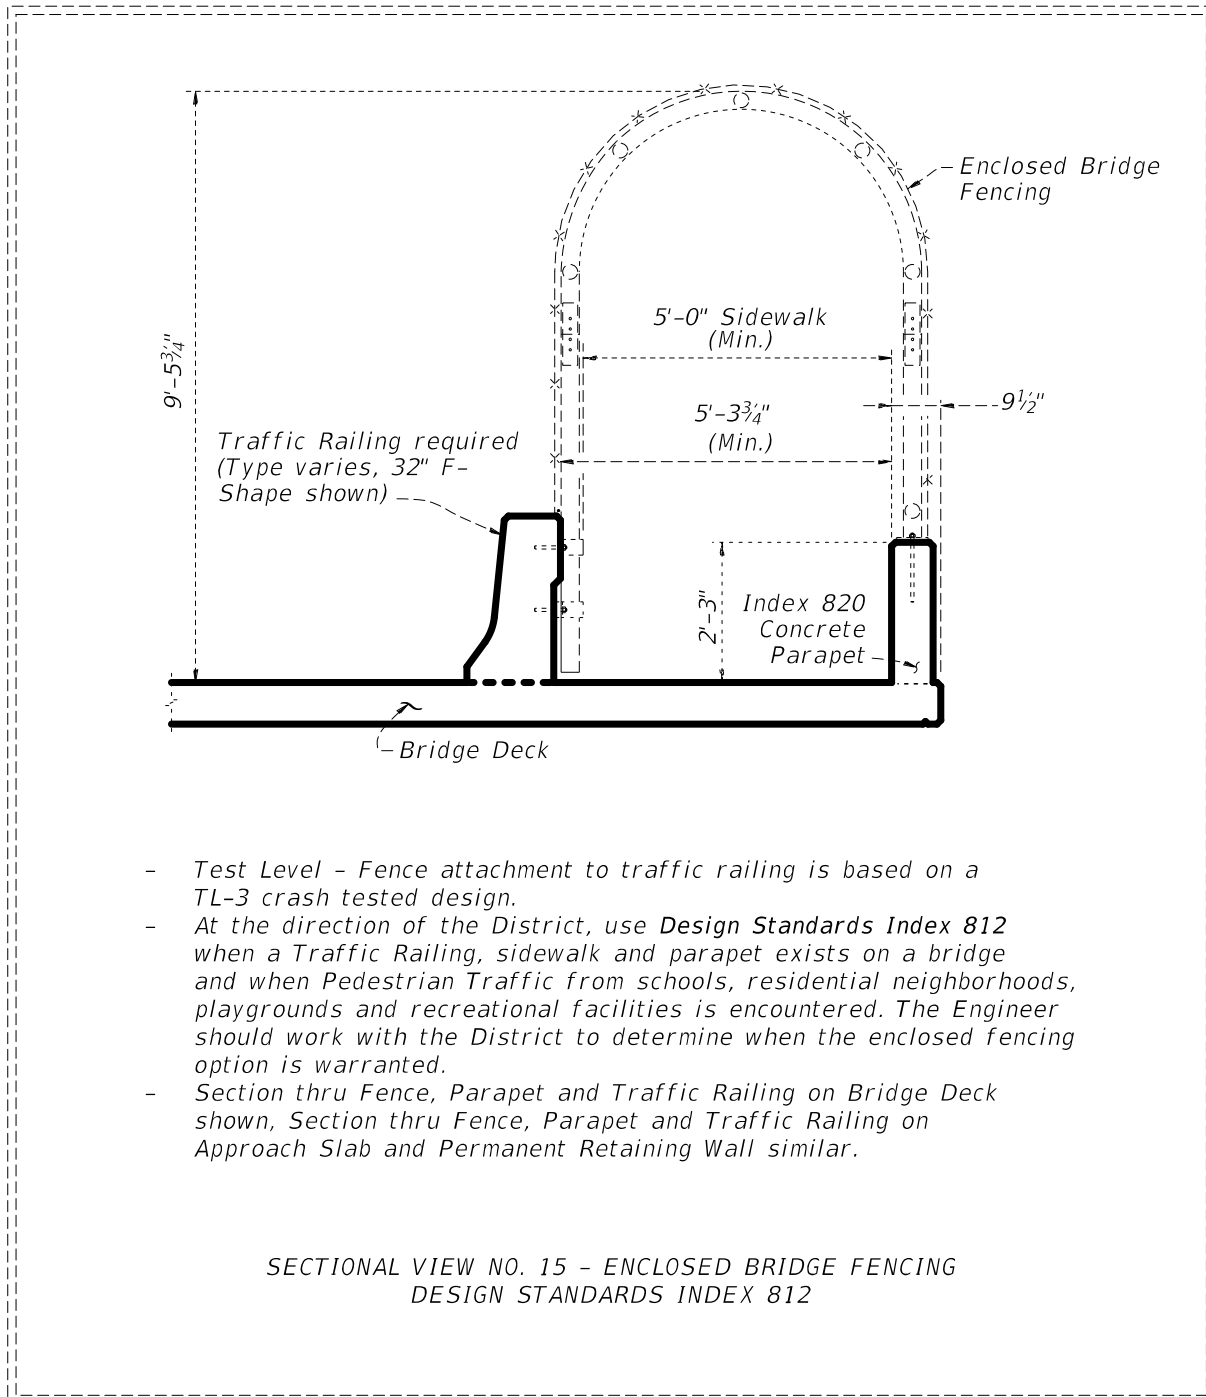 Enclosed Bridge
Fencing
5'-0" Sidewalk
(Min.)
9'-5¾"
9½"
5'-3¾"
(Min.)
Traffic Railing required
(Type varies, 32" F-
Shape shown)
2'-3"
Index 820
Concrete
Parapet
Bridge Deck
- Test Level - Fence attachment to traffic railing is based on a
TL-3 crash tested design.
- At the direction of the District, use Design Standards Index 812
when a Traffic Railing, sidewalk and parapet exists on a bridge
and when Pedestrian Traffic from schools, residential neighborhoods,
playgrounds and recreational facilities is encountered. The Engineer
should work with the District to determine when the enclosed fencing
option is warranted.
- Section thru Fence, Parapet and Traffic Railing on Bridge Deck
shown, Section thru Fence, Parapet and Traffic Railing on
Approach Slab and Permanent Retaining Wall similar.
SECTIONAL VIEW NO. 15 - ENCLOSED BRIDGE FENCING
DESIGN STANDARDS INDEX 812